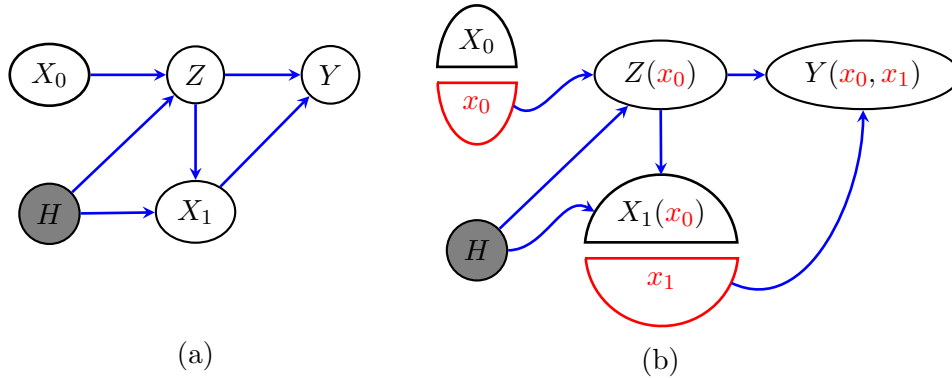 X₀
Z
Y
H
X₁
(a)
X₀
x₀
Z(x₀)
Y(x₀, x₁)
X₁(x₀)
H
x₁
(b)